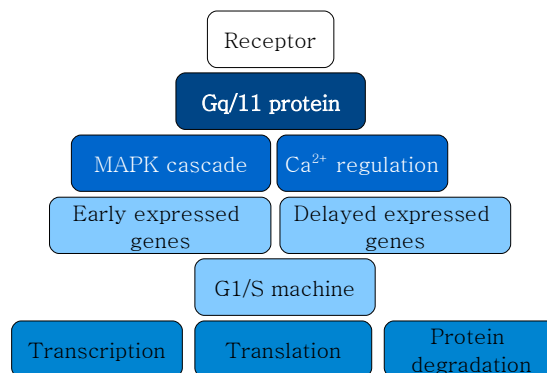 Receptor
Gq/11 protein
MAPK cascade
Ca²⁺ regulation
Early expressed
genes
Delayed expressed
genes
G1/S machine
Transcription
Translation
Protein
degradation